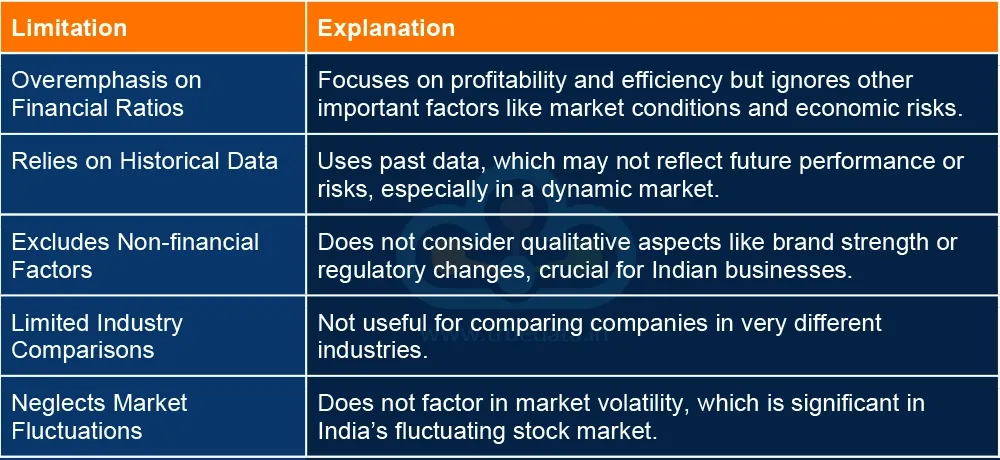 Limitation
Explanation
Overemphasis on
Financial Ratios
Focuses on profitability and efficiency but ignores other
important factors like market conditions and economic risks.
Relies on Historical Data
Uses past data, which may not reflect future performance or
risks, especially in a dynamic market.
Excludes Non-financial
Factors
Does not consider qualitative aspects like brand strength or
regulatory changes, crucial for Indian businesses.
Limited Industry
Comparisons
Not useful for comparing companies in very different
industries.
Neglects Market
Fluctuations
Does not factor in market volatility, which is significant in
India’s fluctuating stock market.